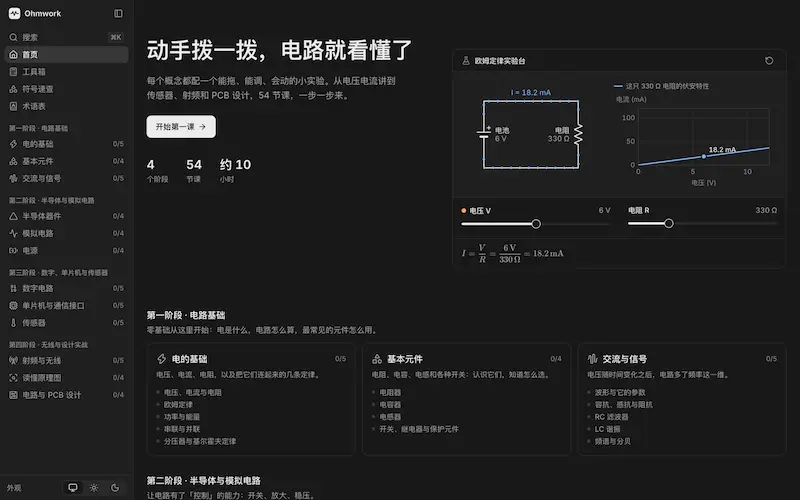 Ohmwork
搜索
⌘K
首页
工具箱
符号速查
术语表
第一阶段 · 电路基础
电的基础 0/5
基本元件 0/4
交流与信号 0/5
第二阶段 · 半导体与模拟电路
半导体器件 0/4
模拟电路 0/4
电源 0/4
第三阶段 · 数字、单片机与传感器
数字电路 0/5
单片机与通信接口 0/5
传感器 0/5
第四阶段 · 无线与设计实战
射频与无线 0/5
读懂原理图 0/4
电路与 PCB 设计 0/4
外观
动手拨一拨，电路就看懂了
每个概念都配一个能拖、能调、会动的小实验。从电压电流讲到
传感器、射频和 PCB 设计，54 节课，一步一步来。
开始第一课 →
4 54 约 10
个阶段 节课 小时
欧姆定律实验台
I = 18.2 mA
电池
6 V
电阻
330 Ω
这只 330 Ω 电阻的伏安特性
电流 (mA)
100
50
0
18.2 mA
0 5 10
电压 (V)
电压 V 6 V
电阻 R 330 Ω
I = V/R = 6 V/330 Ω = 18.2 mA
第一阶段 · 电路基础
零基础从这里开始：电是什么。电路怎么算，最常见的元件怎么用。
电的基础 0/5
电压、电流、电阻，以及把它们连起来的几条定律。
电压、电流与电阻
欧姆定律
功率与能量
串联与并联
分压器与基尔霍夫定律
基本元件 0/4
电阻、电容、电感和各种开关：认识它们，知道怎么选。
电阻器
电容器
电感器
开关、继电器与保护元件
交流与信号 0/5
电压随时间变化之后，电路多了频率这一维。
波形与它的参数
容抗、感抗与阻抗
RC 滤波器
LC 谐振
频谱与分贝
第二阶段 · 半导体与模拟电路
让电路有了「控制」的能力：开关、放大、稳压。